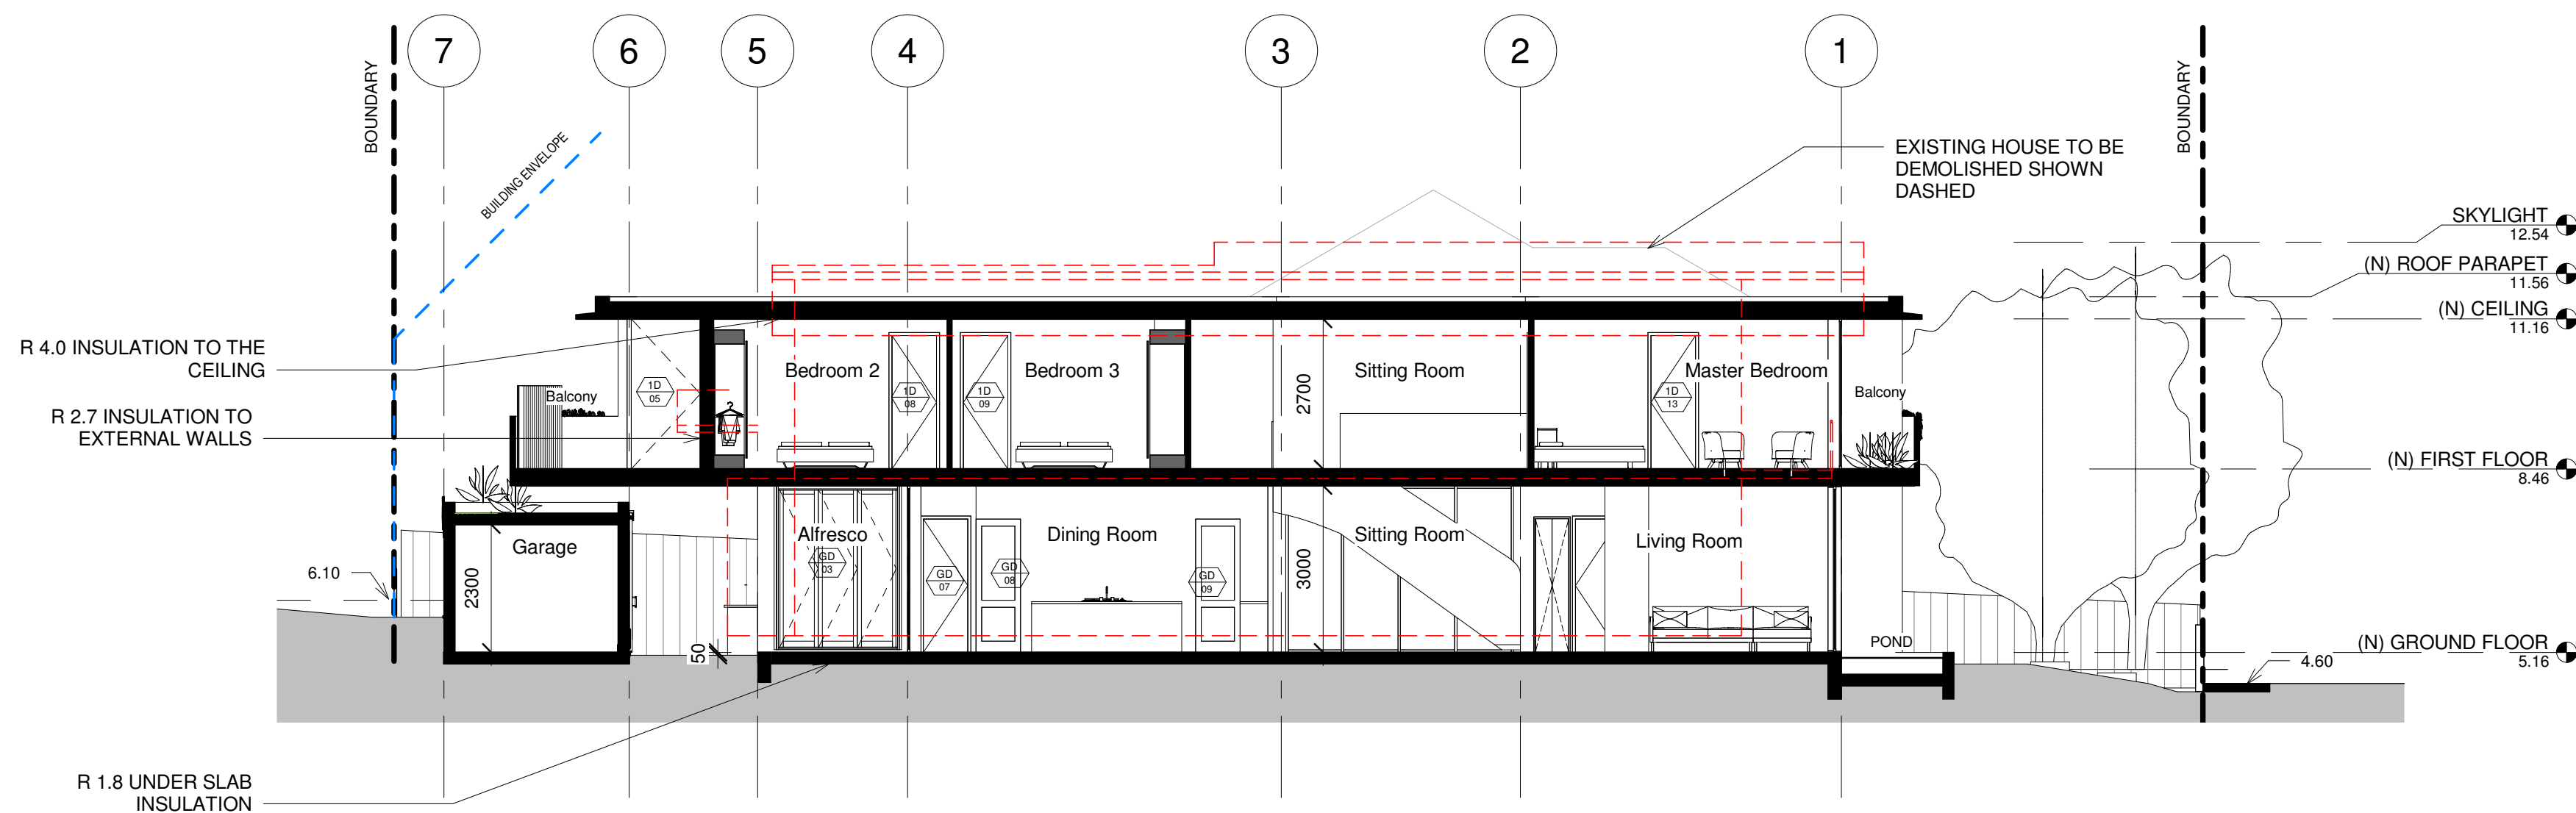 7
6
5
4
3
2
1
BOUNDARY
BUILDING ENVELOPE
BOUNDARY
EXISTING HOUSE TO BE
DEMOLISHED SHOWN
DASHED
SKYLIGHT
12.54
(N) ROOF PARAPET
11.56
(N) CEILING
11.16
(N) FIRST FLOOR
8.46
(N) GROUND FLOOR
5.16
4.60
R 4.0 INSULATION TO THE
CEILING
R 2.7 INSULATION TO
EXTERNAL WALLS
6.10
R 1.8 UNDER SLAB
INSULATION
Balcony
1D
05
Bedroom 2
1D
08
1D
09
Bedroom 3
2700
Sitting Room
1D
13
Master Bedroom
Balcony
Garage
2300
50
Alfresco
GD
03
GD
07
GD
08
Dining Room
GD
09
3000
Sitting Room
Living Room
POND